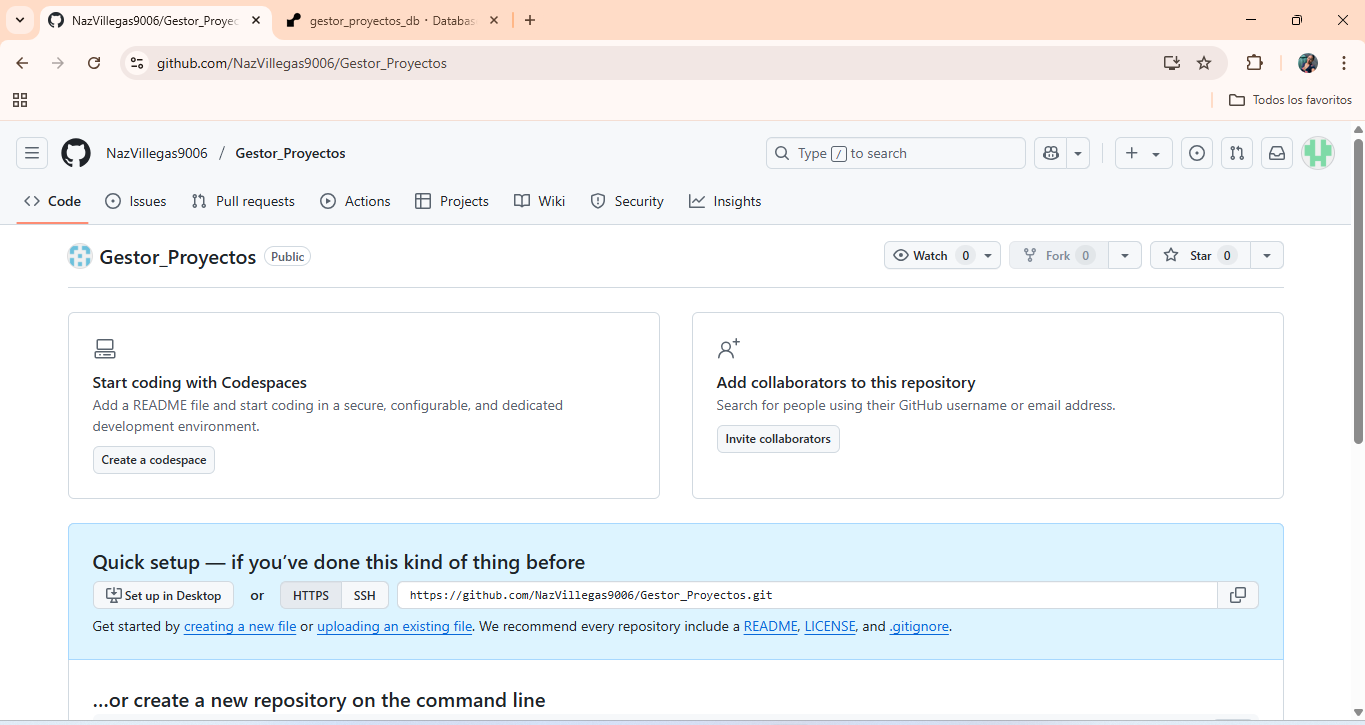 NazVillegas9006/Gestor_Proyec
gestor_proyectos_db · Databas
github.com/NazVillegas9006/Gestor_Proyectos
Todos los favoritos
NazVillegas9006 / Gestor_Proyectos
Type / to search
Code Issues Pull requests Actions Projects Wiki Security Insights
Gestor_Proyectos Public
Watch 0 Fork 0 Star 0
Start coding with Codespaces
Add a README file and start coding in a secure, configurable, and dedicated
development environment.
Create a codespace
Add collaborators to this repository
Search for people using their GitHub username or email address.
Invite collaborators
Quick setup — if you’ve done this kind of thing before
Set up in Desktop or HTTPS SSH https://github.com/NazVillegas9006/Gestor_Proyectos.git
Get started by creating a new file or uploading an existing file. We recommend every repository include a README, LICENSE, and .gitignore.
…or create a new repository on the command line